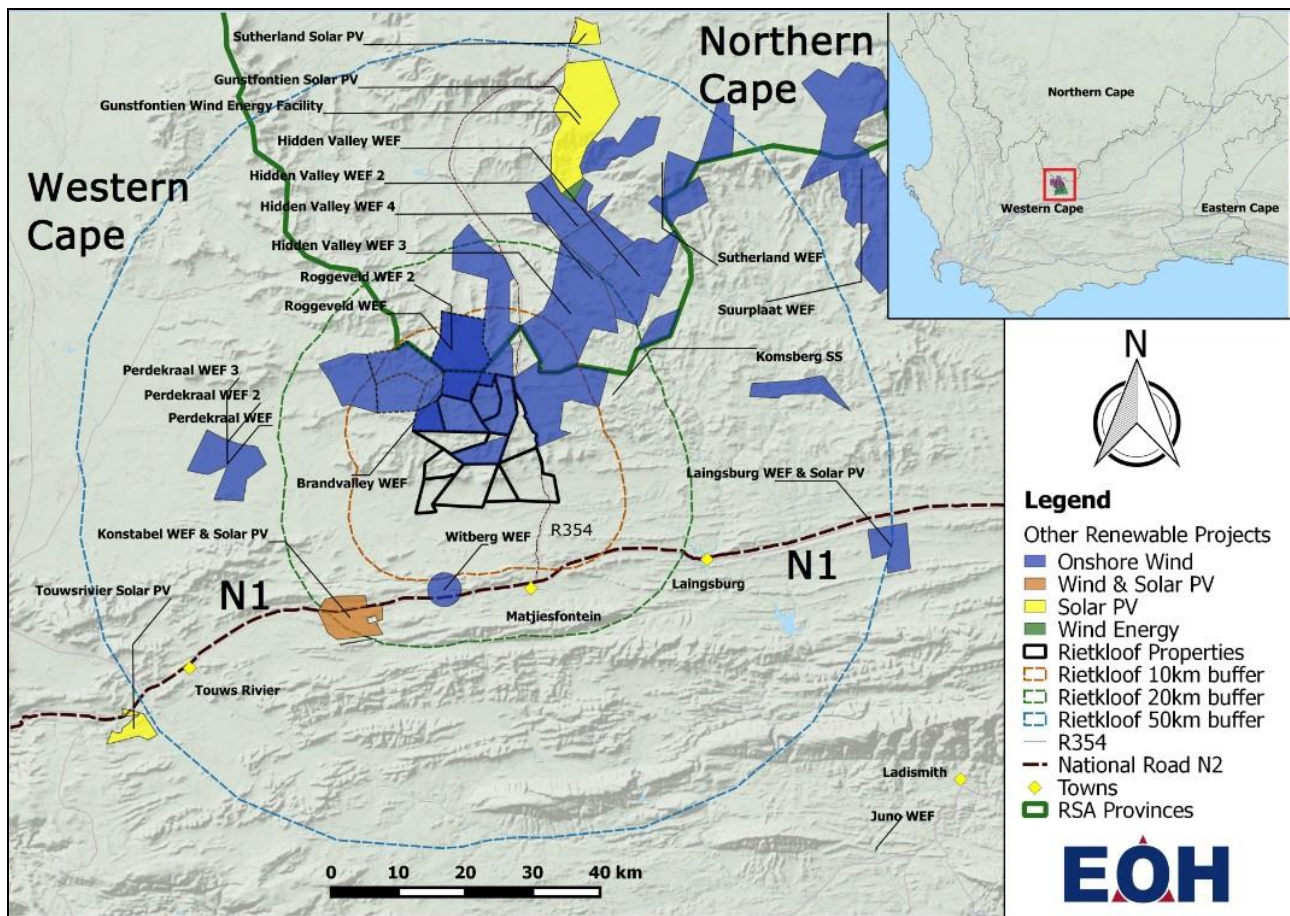 Sutherland Solar PV
Northern
Cape
Gunstfontien Solar PV
Gunstfontien Wind Energy Facility
Hidden Valley WEF
Western
Cape
Hidden Valley WEF 2
Hidden Valley WEF 4
Hidden Valley WEF 3
Roggeveld WEF 2
Roggeveld WEF
Sutherland WEF
Suurplaat WEF
Komsberg SS
Perdekraal WEF 3
Perdekraal WEF 2
Perdekraal WEF
Brandvalley WEF
Laingsburg WEF & Solar PV
Konstabel WEF & Solar PV
Witberg WEF
R354
N1
N1
Laingsburg
Matjiesfontein
Touwsrivier Solar PV
Touws Rivier
Ladismith
Juno WEF
0 10 20 30 40 km
Northern Cape
Western Cape
Eastern Cape
N
Legend
Other Renewable Projects
Onshore Wind
Wind & Solar PV
Solar PV
Wind Energy
Rietkloof Properties
Rietkloof 10km buffer
Rietkloof 20km buffer
Rietkloof 50km buffer
R354
National Road N2
Towns
RSA Provinces
EOH